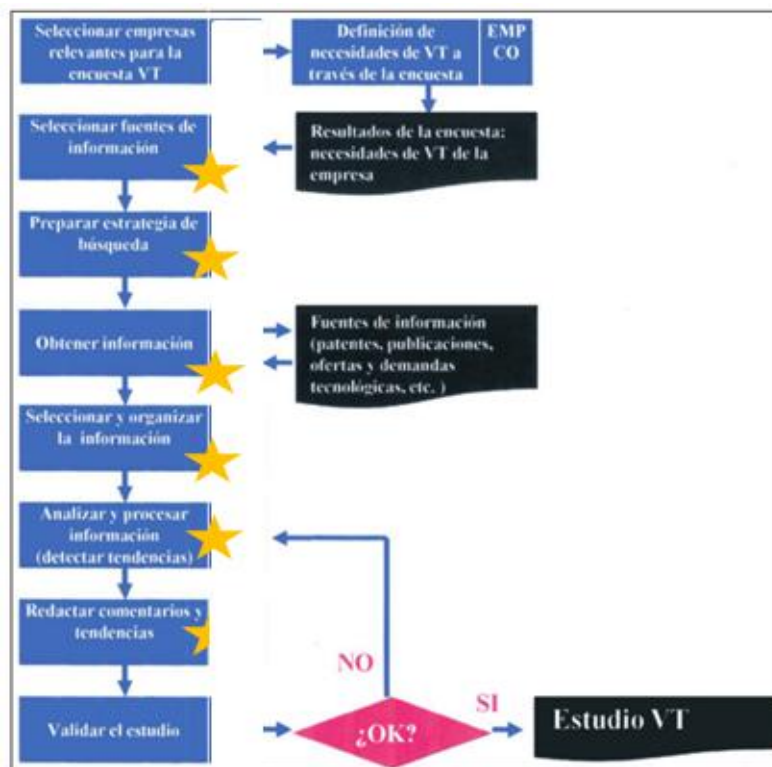 Seleccionar empresas
relevantes para la
encuesta VT
Definición de
necesidades de VT a
través de la encuesta
EMP
CO
Seleccionar fuentes de
información
Resultados de la encuesta:
necesidades de VT de la
empresa
Preparar estrategia de
búsqueda
Obtener información
Fuentes de información
(patentes, publicaciones,
ofertas y demandas
tecnológicas, etc. )
Seleccionar y organizar
la información
Analizar y procesar
información
(detectar tendencias)
Redactar comentarios y
tendencias
NO
Validar el estudio
¿OK?
SI
Estudio VT